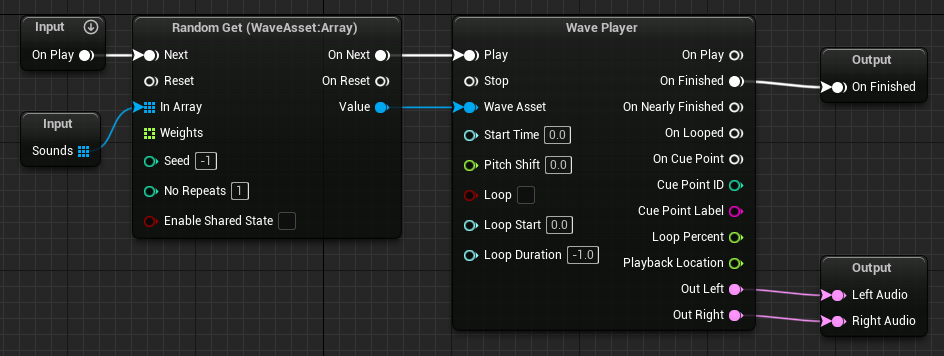 Input
On Play
Input
Sounds
Random Get (WaveAsset:Array)
Next
On Next
Reset
On Reset
In Array
Value
Weights
Seed -1
No Repeats 1
Enable Shared State
Wave Player
Play
On Play
Stop
On Finished
Wave Asset
On Nearly Finished
Start Time 0.0
On Looped
Pitch Shift 0.0
On Cue Point
Loop
Cue Point ID
Loop Start 0.0
Cue Point Label
Loop Duration -1.0
Loop Percent
Playback Location
Out Left
Out Right
Output
On Finished
Output
Left Audio
Right Audio